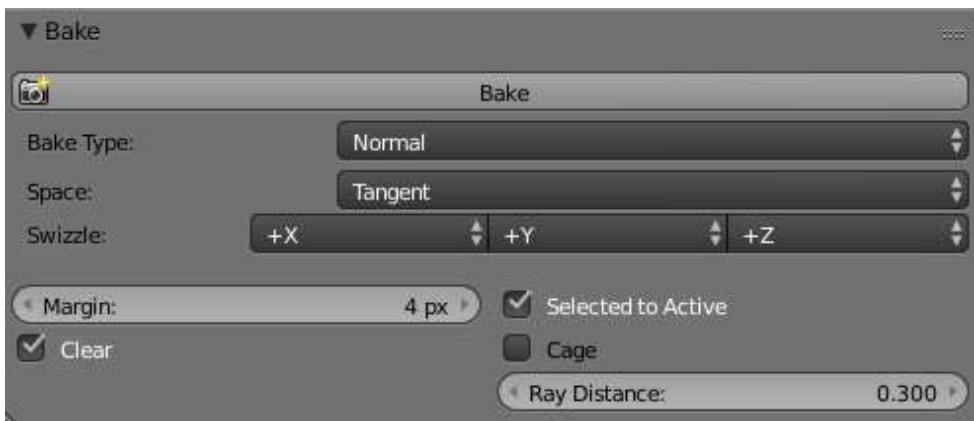 Bake
Bake
Bake Type: Normal
Space: Tangent
Swizzle: +X +Y +Z
Margin: 4 px Selected to Active
Clear Cage
Ray Distance: 0.300